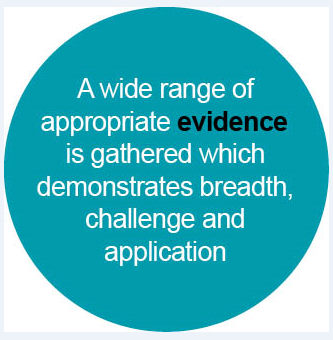 A wide range of
appropriate evidence
is gathered which
demonstrates breadth,
challenge and
application